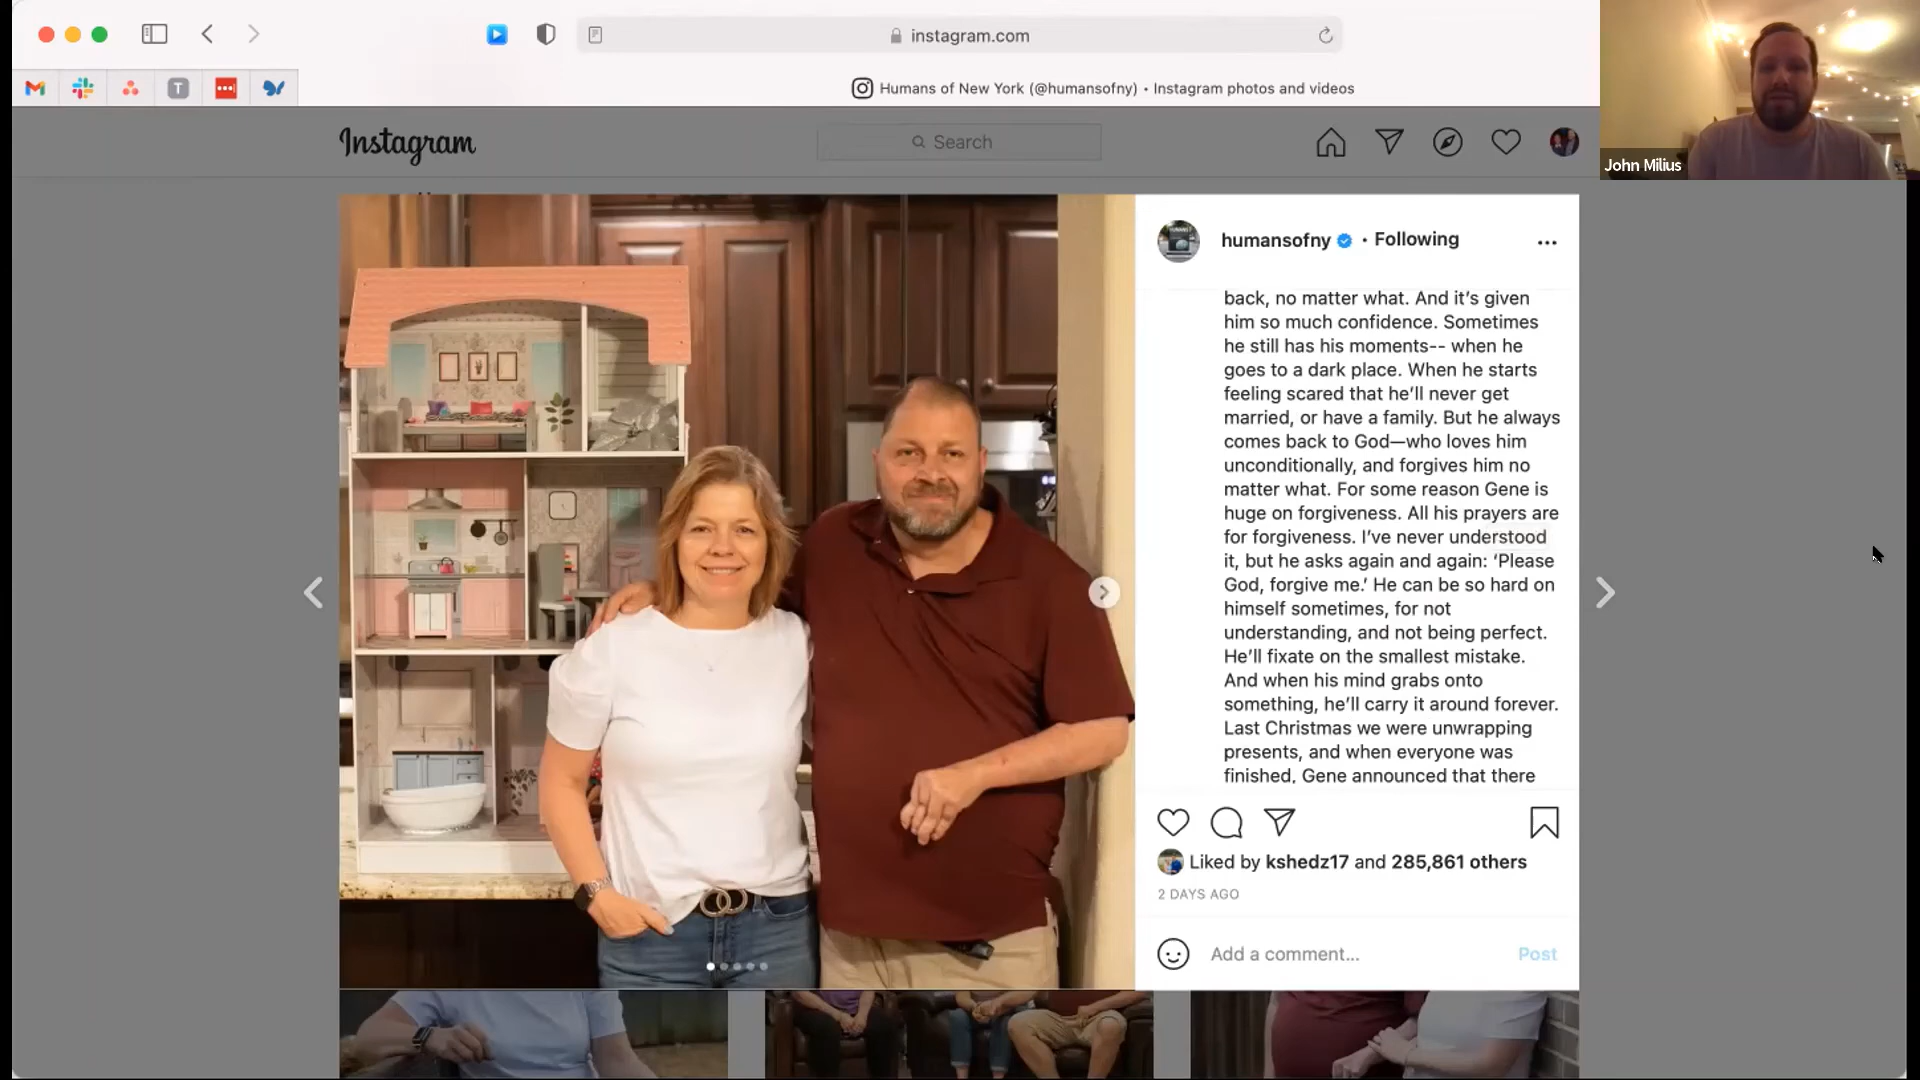 instagram.com
Humans of New York (@humansofny) • Instagram photos and videos
T
John Milius
Instagram
Search
humansofny • Following
back, no matter what. And it's given
him so much confidence. Sometimes
he still has his moments-- when he
goes to a dark place. When he starts
feeling scared that he'll never get
married, or have a family. But he always
comes back to God—who loves him
unconditionally, and forgives him no
matter what. For some reason Gene is
huge on forgiveness. All his prayers are
for forgiveness. I've never understood
it, but he asks again and again: ‘Please
God, forgive me.’ He can be so hard on
himself sometimes, for not
understanding, and not being perfect.
He'll fixate on the smallest mistake.
And when his mind grabs onto
something, he'll carry it around forever.
Last Christmas we were unwrapping
presents, and when everyone was
finished, Gene announced that there
Liked by kshedz17 and 285,861 others
2 DAYS AGO
Add a comment...
Post